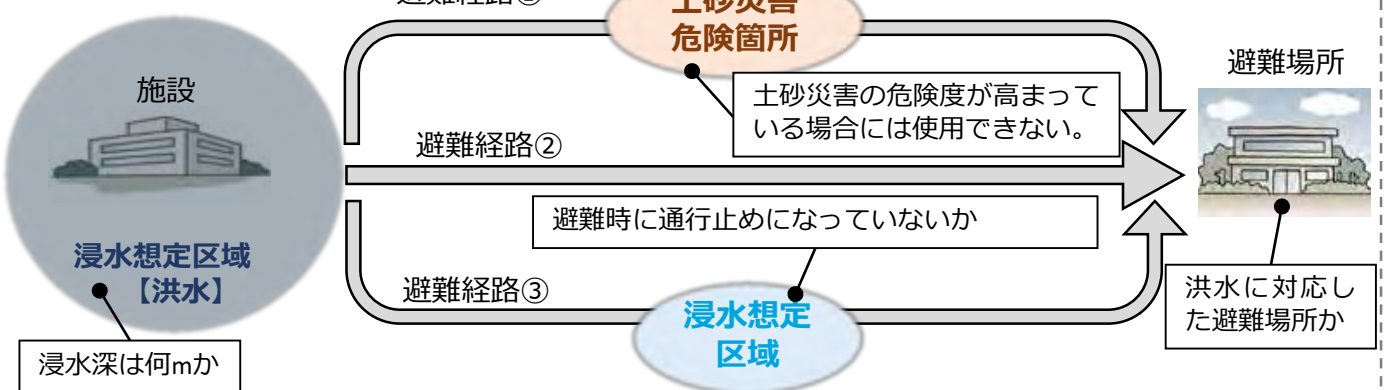 避難経路①
土砂災害
危険箇所
避難場所
施設
土砂災害の危険度が高まって
いる場合には使用できない。
避難経路②
避難時に通行止めになっていないか
浸水想定区域
【洪水】
避難経路③
浸水想定
区域
洪水に対応し
た避難場所か
浸水深は何mか